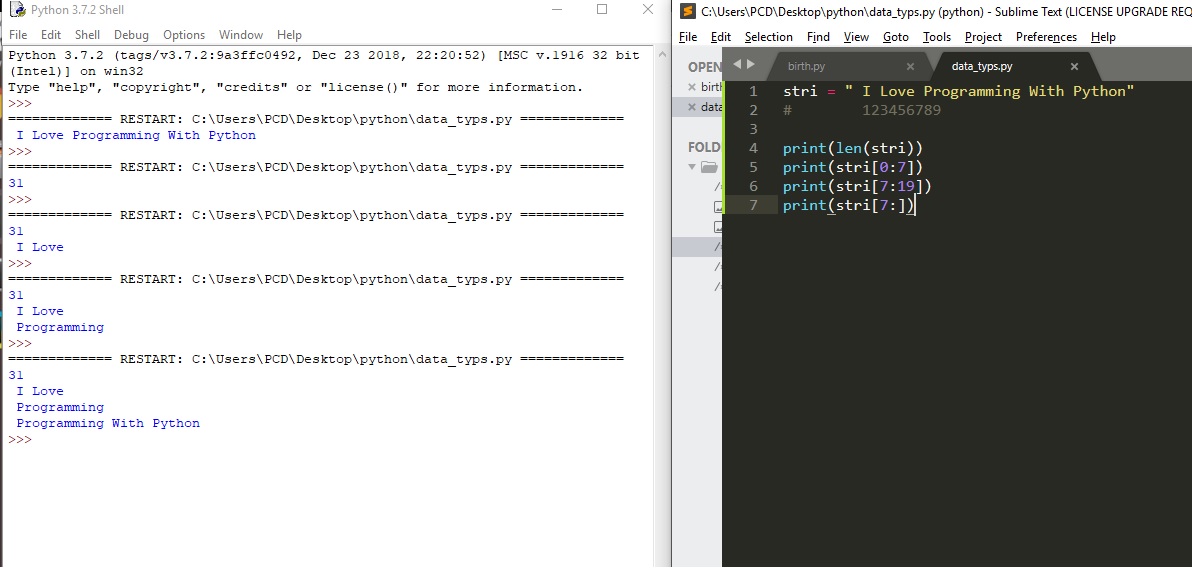 Python 3.7.2 Shell
File Edit Shell Debug Options Window Help
Python 3.7.2 (tags/v3.7.2:9a3ffc0492, Dec 23 2018, 22:20:52) [MSC v.1916 32 bit
(Intel)] on win32
Type "help", "copyright", "credits" or "license()" for more information.
>>>
============= RESTART: C:\Users\PCD\Desktop\python\data_typs.py =============
 I Love Programming With Python
>>>
============= RESTART: C:\Users\PCD\Desktop\python\data_typs.py =============
31
>>>
============= RESTART: C:\Users\PCD\Desktop\python\data_typs.py =============
31
 I Love
>>>
============= RESTART: C:\Users\PCD\Desktop\python\data_typs.py =============
31
 I Love
 Programming
>>>
============= RESTART: C:\Users\PCD\Desktop\python\data_typs.py =============
31
 I Love
 Programming
 Programming With Python
>>>
C:\Users\PCD\Desktop\python\data_typs.py (python) - Sublime Text (LICENSE UPGRADE REQ
File Edit Selection Find View Goto Tools Project Preferences Help
OPEN
birth
data
FOLD
birth.py
data_typs.py
1 stri = " I Love Programming With Python"
2 #         123456789
3
4 print(len(stri))
5 print(stri[0:7])
6 print(stri[7:19])
7 print(stri[7:])